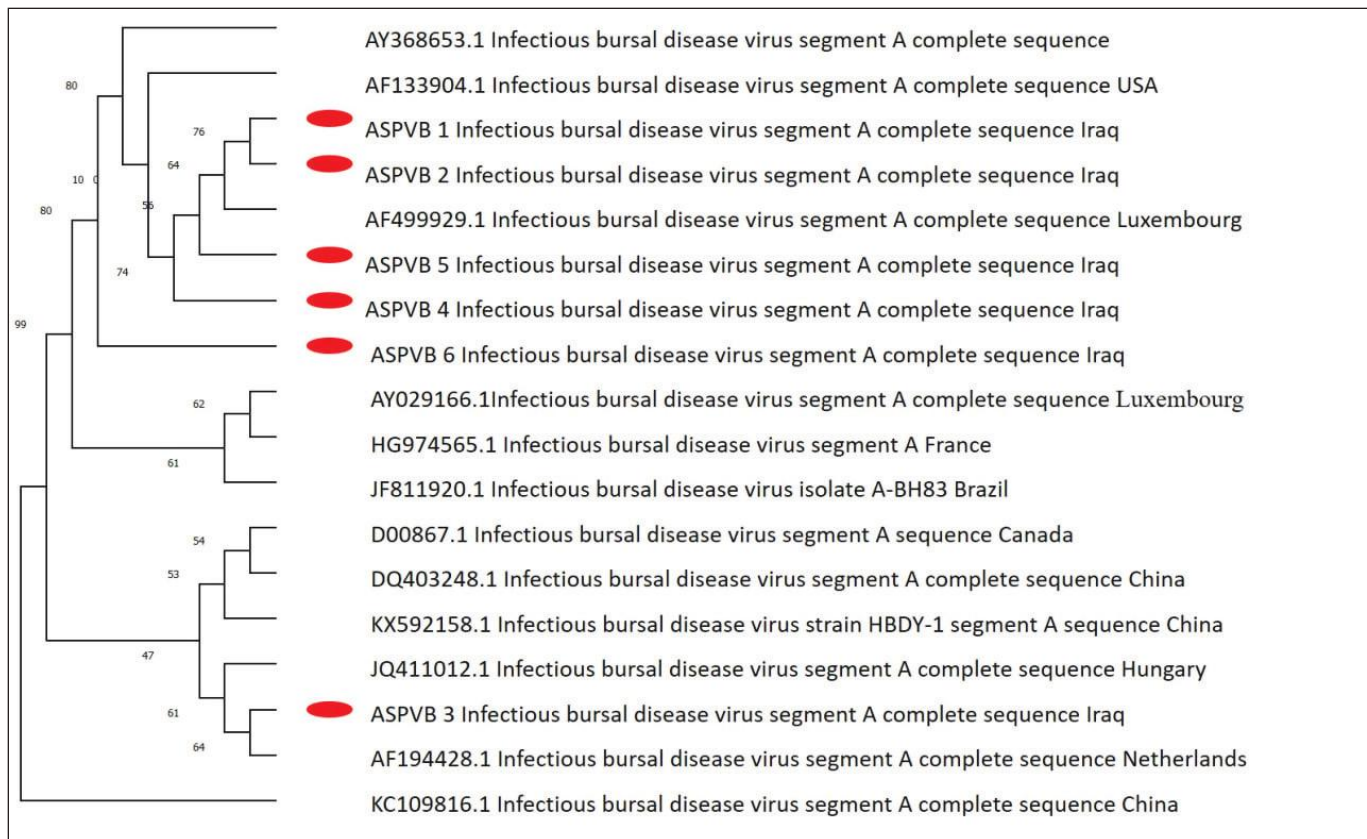 AY368653.1 Infectious bursal disease virus segment A complete sequence
80
AF133904.1 Infectious bursal disease virus segment A complete sequence USA
ASPVB 1 Infectious bursal disease virus segment A complete sequence Iraq
76
64
ASPVB 2 Infectious bursal disease virus segment A complete sequence Iraq
10 0
56
80
AF499929.1 Infectious bursal disease virus segment A complete sequence Luxembourg
ASPVB 5 Infectious bursal disease virus segment A complete sequence Iraq
74
ASPVB 4 Infectious bursal disease virus segment A complete sequence Iraq
99
ASPVB 6 Infectious bursal disease virus segment A complete sequence Iraq
AY029166.1Infectious bursal disease virus segment A complete sequence Luxembourg
62
HG974565.1 Infectious bursal disease virus segment A France
61
JF811920.1 Infectious bursal disease virus isolate A-BH83 Brazil
D00867.1 Infectious bursal disease virus segment A sequence Canada
54
53
DQ403248.1 Infectious bursal disease virus segment A complete sequence China
KX592158.1 Infectious bursal disease virus strain HBDY-1 segment A sequence China
47
JQ411012.1 Infectious bursal disease virus segment A complete sequence Hungary
61
ASPVB 3 Infectious bursal disease virus segment A complete sequence Iraq
64
AF194428.1 Infectious bursal disease virus segment A complete sequence Netherlands
KC109816.1 Infectious bursal disease virus segment A complete sequence China